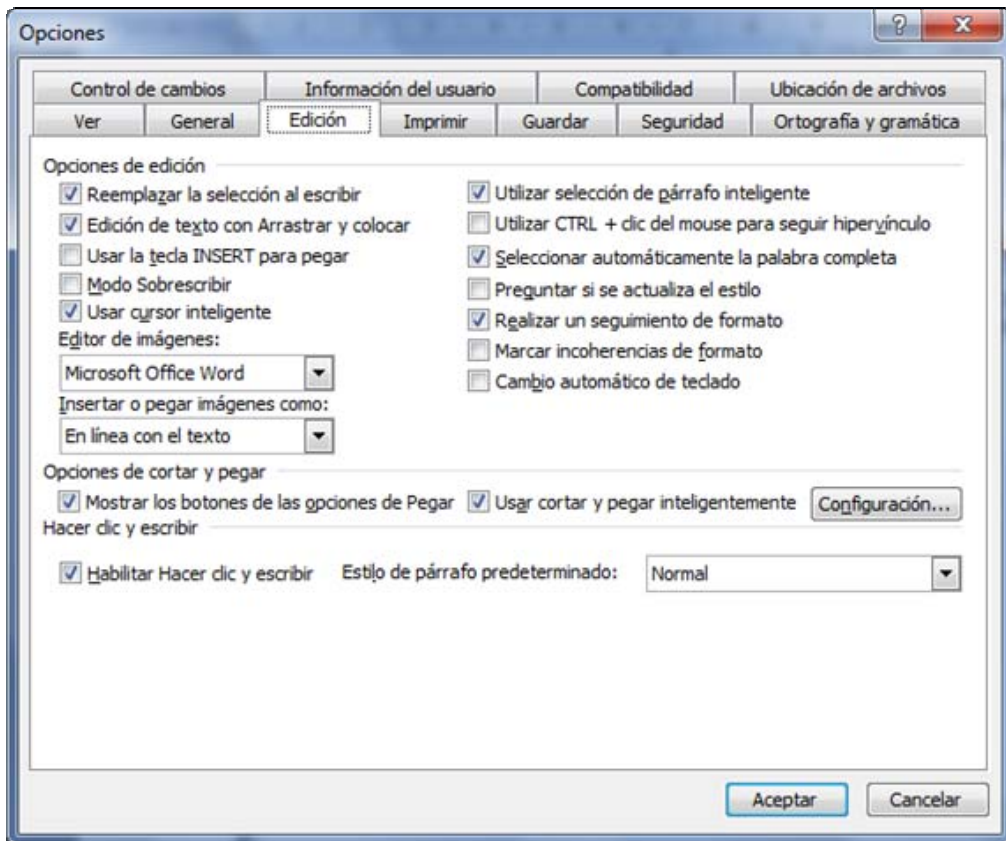 Opciones
Control de cambios Información del usuario Compatibilidad Ubicación de archivos
Ver General Edición Imprimir Guardar Seguridad Ortografía y gramática
Opciones de edición
Reemplazar la selección al escribir
Edición de texto con Arrastrar y colocar
Usar la tecla INSERT para pegar
Modo Sobrescribir
Usar cursor inteligente
Editor de imágenes:
Microsoft Office Word
Insertar o pegar imágenes como:
En línea con el texto
Utilizar selección de párrafo inteligente
Utilizar CTRL + clic del mouse para seguir hipervínculo
Seleccionar automáticamente la palabra completa
Preguntar si se actualiza el estilo
Realizar un seguimiento de formato
Marcar incoherencias de formato
Cambio automático de teclado
Opciones de cortar y pegar
Mostrar los botones de las opciones de Pegar Usar cortar y pegar inteligentemente Configuración...
Hacer clic y escribir
Habilitar Hacer clic y escribir Estilo de párrafo predeterminado: Normal
Aceptar Cancelar